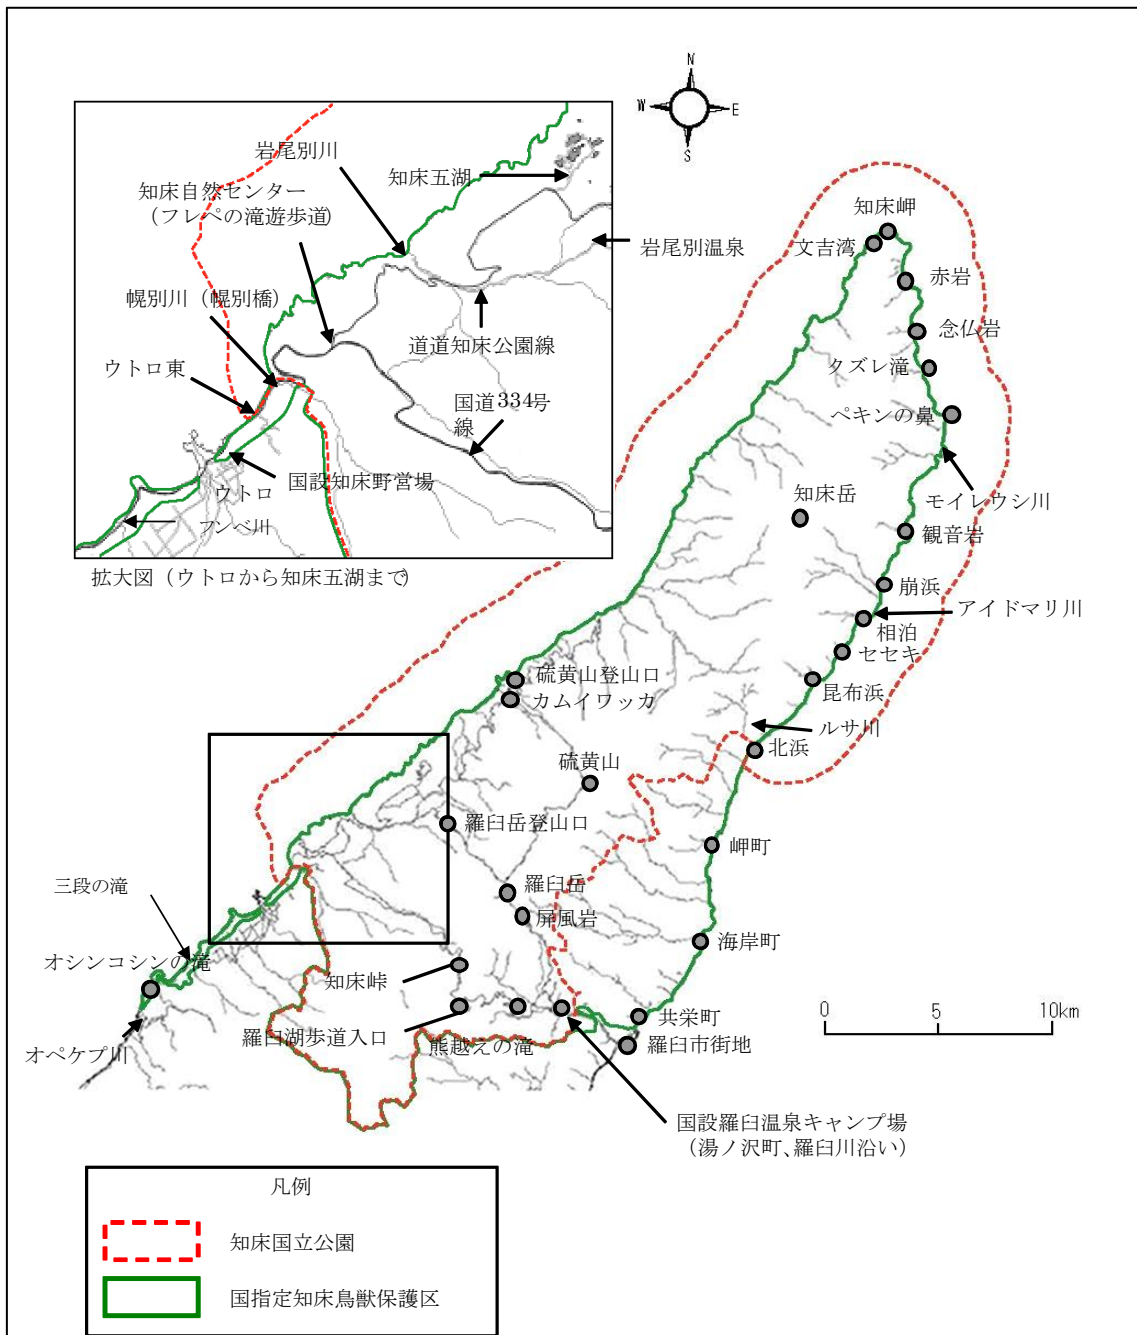 N
W
E
S
岩尾別川
知床五湖
知床自然センター
(フレペの滝遊歩道)
岩尾別温泉
幌別川（幌別橋）
道道知床公園線
ウトロ東
国道334号
線
国設知床野営場
ウトロ
フンベ川
拡大図（ウトロから知床五湖まで）
知床岬
文吉湾
赤岩
念仏岩
タズレ滝
ペキンの鼻
モイレウシ川
知床岳
観音岩
崩浜
アイドマリ川
相泊
セセキ
昆布浜
ルサ川
北浜
硫黄山登山口
カムイワッカ
硫黄山
羅臼岳登山口
岬町
羅臼岳
屏風岩
海岸町
三段の滝
オシンコシンの滝
知床峠
羅臼湖歩道入口
熊越えの滝
共栄町
羅臼市街地
オペケプ川
0
5
10km
国設羅臼温泉キャンプ場
（湯ノ沢町、羅臼川沿い）
凡例
知床国立公園
国指定知床鳥獣保護区